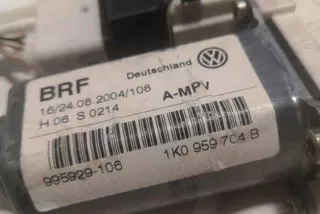 BRF
Deutschland
16/24.08.2004/108
H 06 S 0214
A-MPV
995929-106
1K0 959 704 B